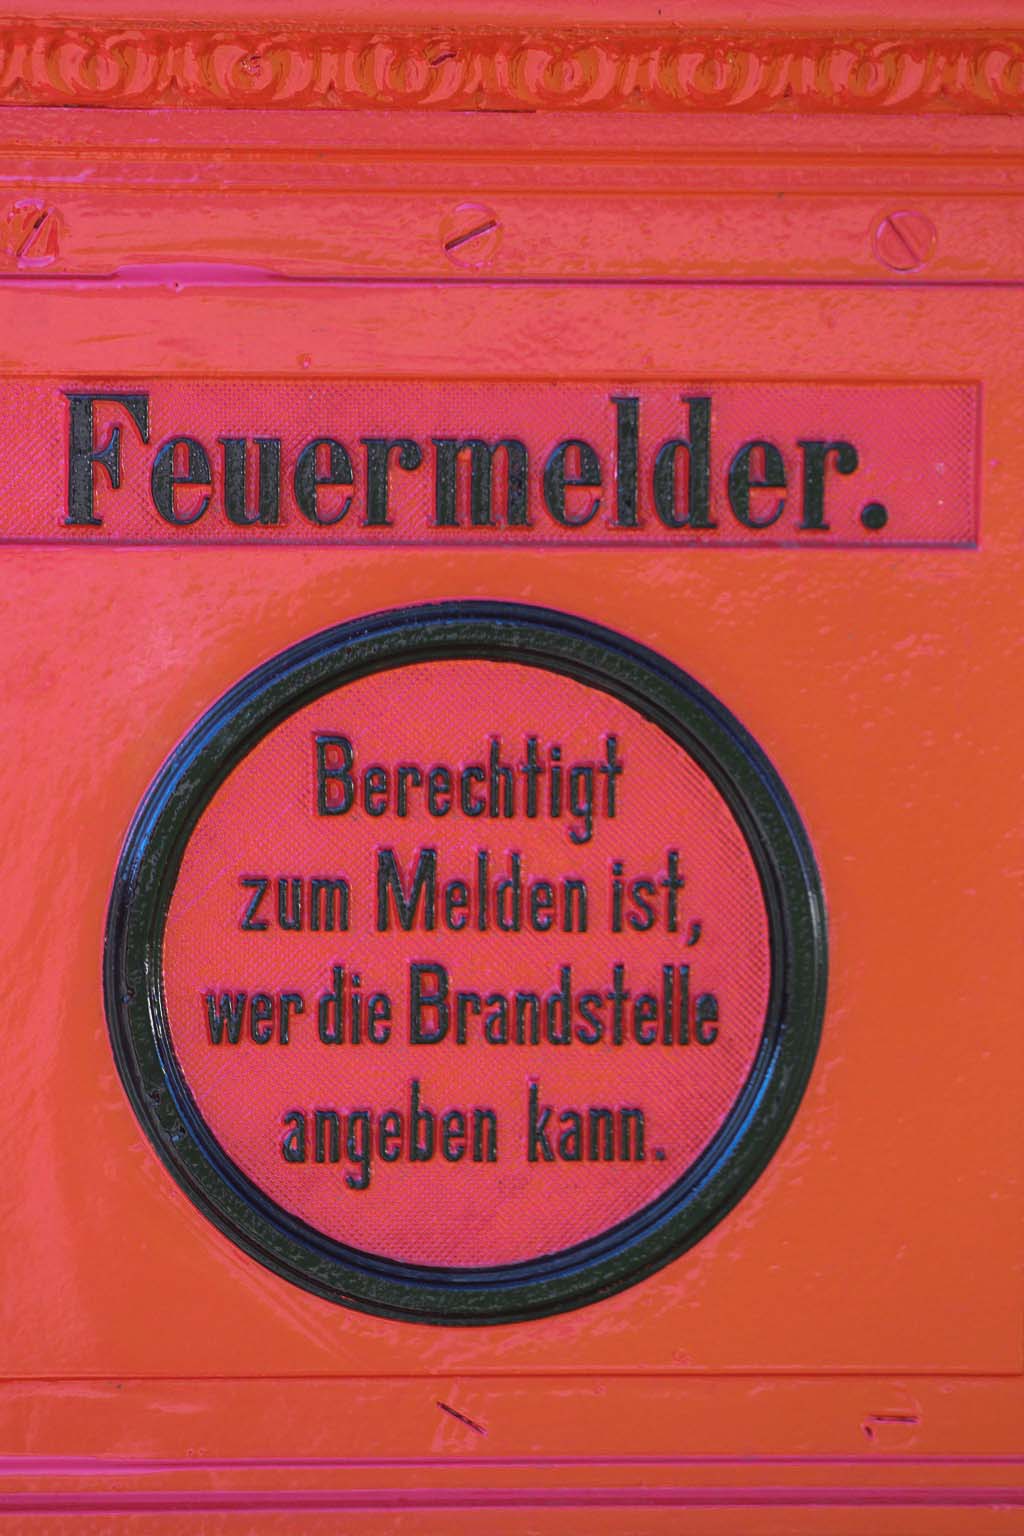 Feuermelder.
Berechtigt
zum Melden ist,
wer die Brandstelle
angeben kann.